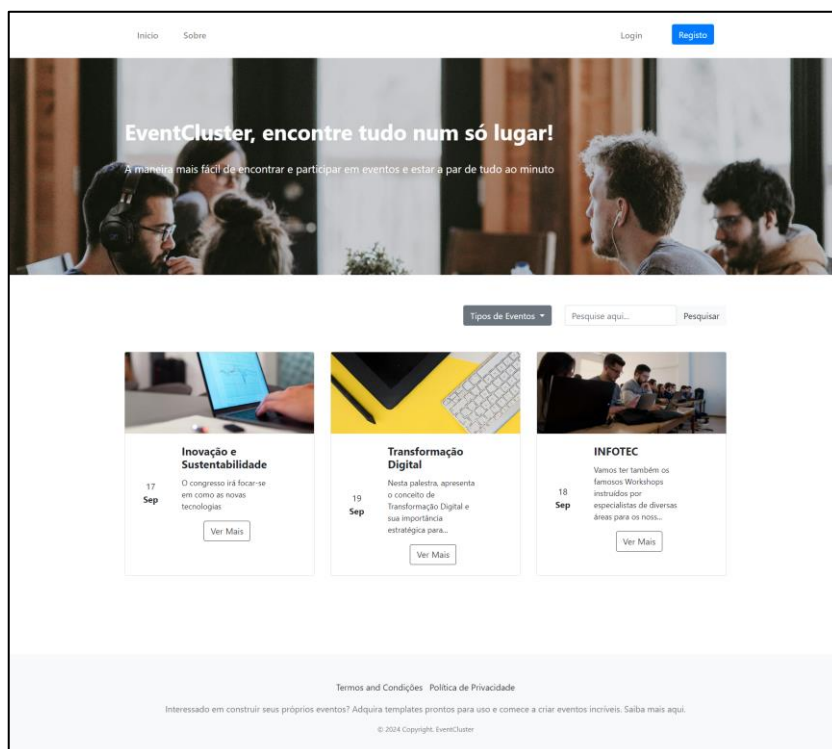 Inicio Sobre Login Registo
EventCluster, encontre tudo num só lugar!
A maneira mais fácil de encontrar e participar em eventos e estar a par de tudo ao minuto
Tipos de Eventos Pesquise aqui... Pesquisar
Inovação e
Sustentabilidade
17
Sep
O congresso irá focar-se
em como as novas
tecnologias
Ver Mais
Transformação
Digital
19
Sep
Nesta palestra, apresenta
o conceito de
Transformação Digital e
sua importância
estratégica para...
Ver Mais
INFOTEC
18
Sep
Vamos ter também os
famosos Workshops
instruídos por
especialistas de diversas
áreas para os noss...
Ver Mais
Termos and Condições Política de Privacidade
Interessado em construir seus próprios eventos? Adquira templates prontos para uso e comece a criar eventos incríveis. Saiba mais aqui.
© 2024 Copyright: EventCluster